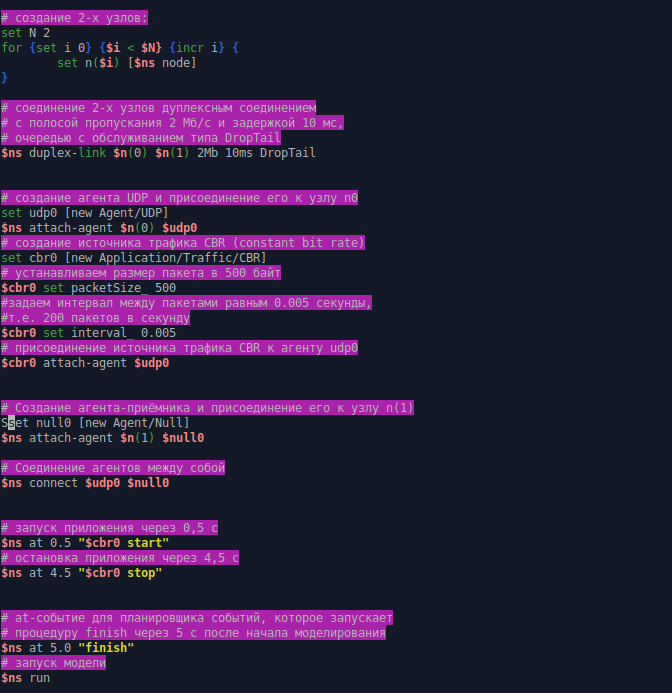 # создание 2-х узлов:
set N 2
for {set i 0} {$i < $N} {incr i} {
        set n($i) [$ns node]
}
# соединение 2-х узлов дуплексным соединением
# с полосой пропускания 2 Мб/с и задержкой 10 мс,
# очередью с обслуживанием типа DropTail
$ns duplex-link $n(0) $n(1) 2Mb 10ms DropTail
# создание агента UDP и присоединение его к узлу n0
set udp0 [new Agent/UDP]
$ns attach-agent $n(0) $udp0
# создание источника трафика CBR (constant bit rate)
set cbr0 [new Application/Traffic/CBR]
# устанавливаем размер пакета в 500 байт
$cbr0 set packetSize_ 500
#задаем интервал между пакетами равным 0.005 секунды,
#т.е. 200 пакетов в секунду
$cbr0 set interval_ 0.005
# присоединение источника трафика CBR к агенту udp0
$cbr0 attach-agent $udp0
# Создание агента-приёмника и присоединение его к узлу n(1)
Sset null0 [new Agent/Null]
$ns attach-agent $n(1) $null0
# Соединение агентов между собой
$ns connect $udp0 $null0
# запуск приложения через 0,5 с
$ns at 0.5 "$cbr0 start"
# остановка приложения через 4,5 с
$ns at 4.5 "$cbr0 stop"
# at-событие для планировщика событий, которое запускает
# процедуру finish через 5 с после начала моделирования
$ns at 5.0 "finish"
# запуск модели
$ns run